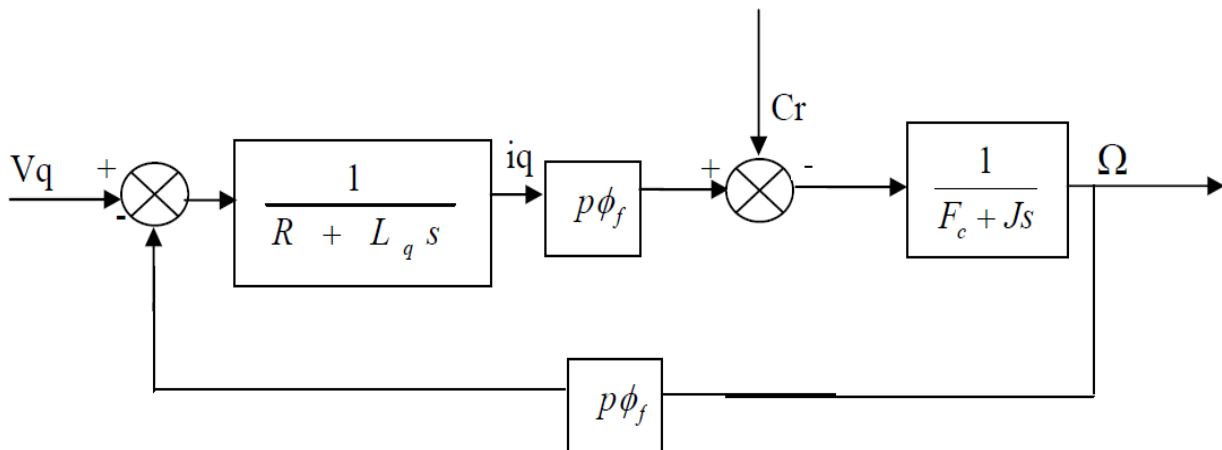 Vq
+
-
1
R + L_q s
iq
pϕ_f
+
Cr
-
1
F_c + Js
Ω
pϕ_f